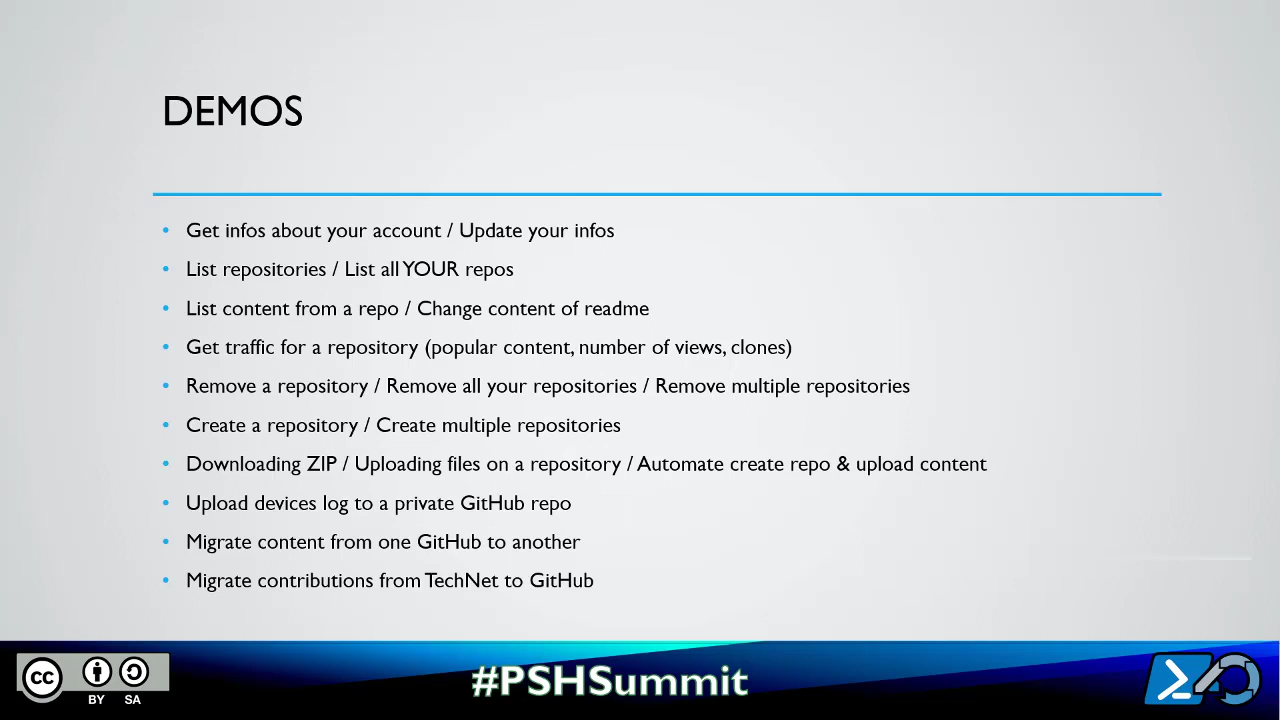 DEMOS
• Get infos about your account / Update your infos
• List repositories / List all YOUR repos
• List content from a repo / Change content of readme
• Get traffic for a repository (popular content, number of views, clones)
• Remove a repository / Remove all your repositories / Remove multiple repositories
• Create a repository / Create multiple repositories
• Downloading ZIP / Uploading files on a repository / Automate create repo & upload content
• Upload devices log to a private GitHub repo
• Migrate content from one GitHub to another
• Migrate contributions from TechNet to GitHub
cc
BY SA
#PSHSummit